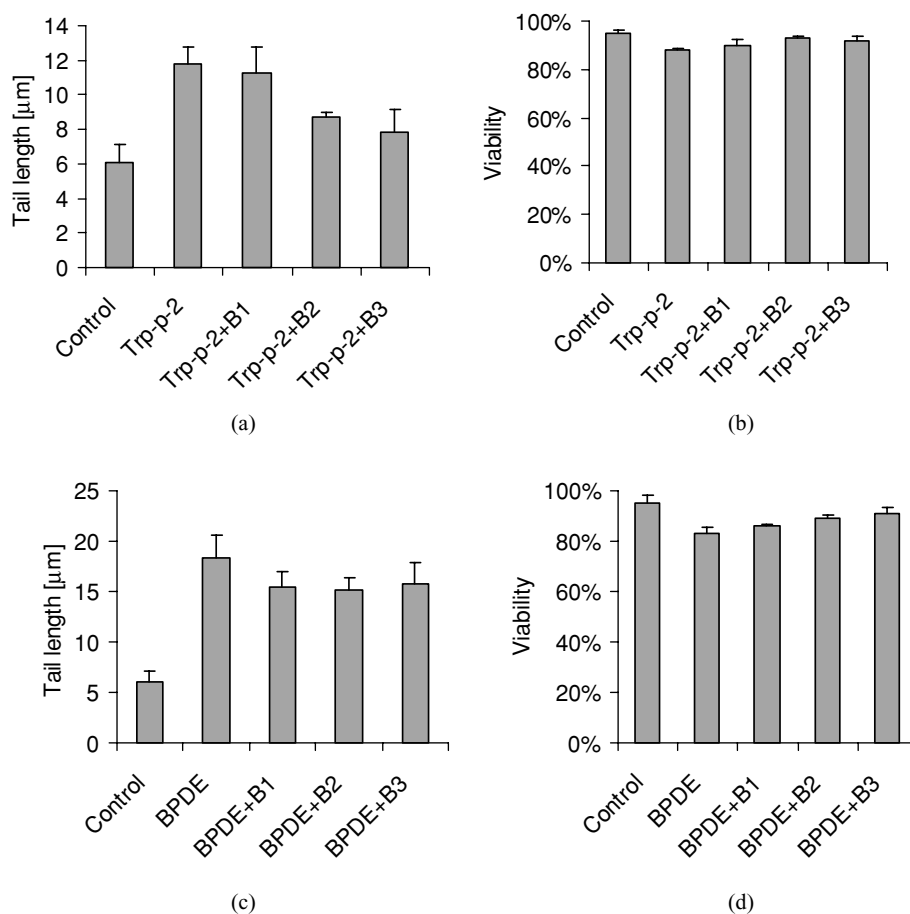 14
12
10
8
6
4
2
0
Tail length [µm]
Control
Trp-p-2
Trp-p-2+B1
Trp-p-2+B2
Trp-p-2+B3
(a)
100%
80%
60%
40%
20%
0%
Viability
Control
Trp-p-2
Trp-p-2+B1
Trp-p-2+B2
Trp-p-2+B3
(b)
25
20
15
10
5
0
Tail length [µm]
Control
BPDE
BPDE+B1
BPDE+B2
BPDE+B3
(c)
100%
80%
60%
40%
20%
0%
Viability
Control
BPDE
BPDE+B1
BPDE+B2
BPDE+B3
(d)